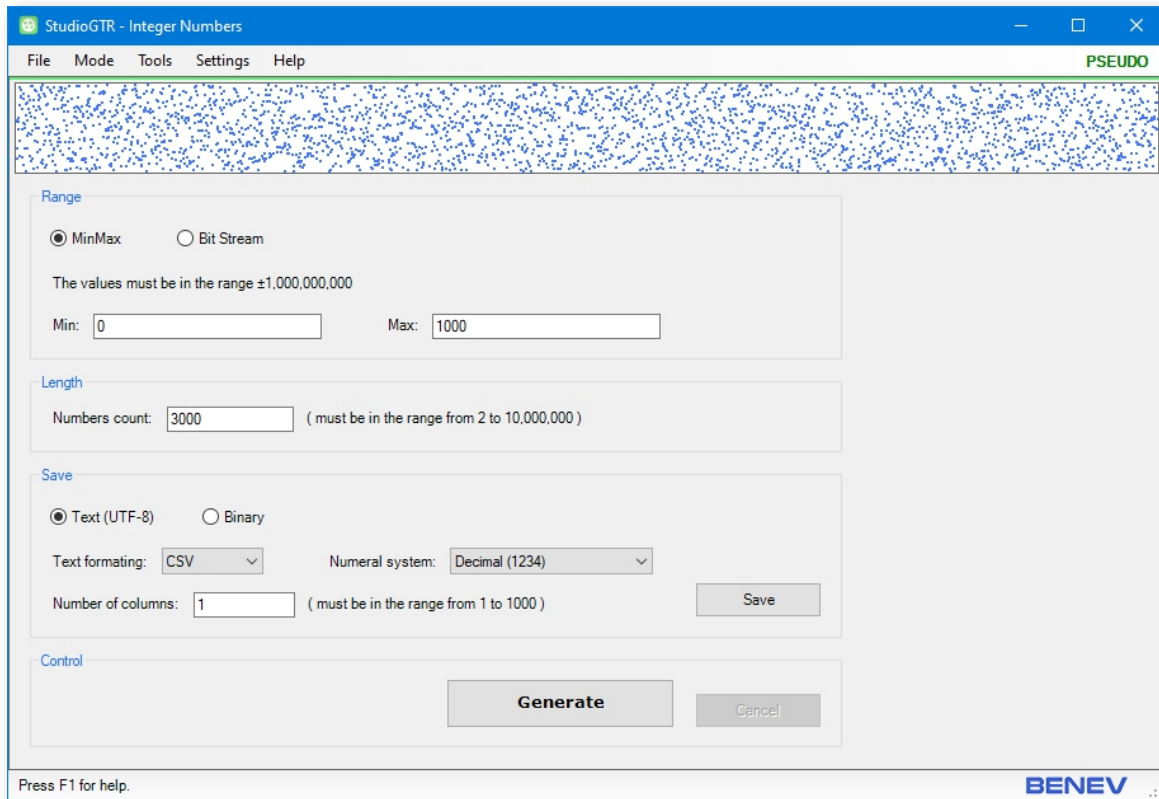 StudioGTR - Integer Numbers
File Mode Tools Settings Help PSEUDO
Range
MinMax Bit Stream
The values must be in the range ±1,000,000,000
Min: 0 Max: 1000
Length
Numbers count: 3000 ( must be in the range from 2 to 10,000,000 )
Save
Text (UTF-8) Binary
Text formating: CSV Numeral system: Decimal (1234)
Number of columns: 1 ( must be in the range from 1 to 1000 ) Save
Control
Generate Cancel
Press F1 for help. BENEV